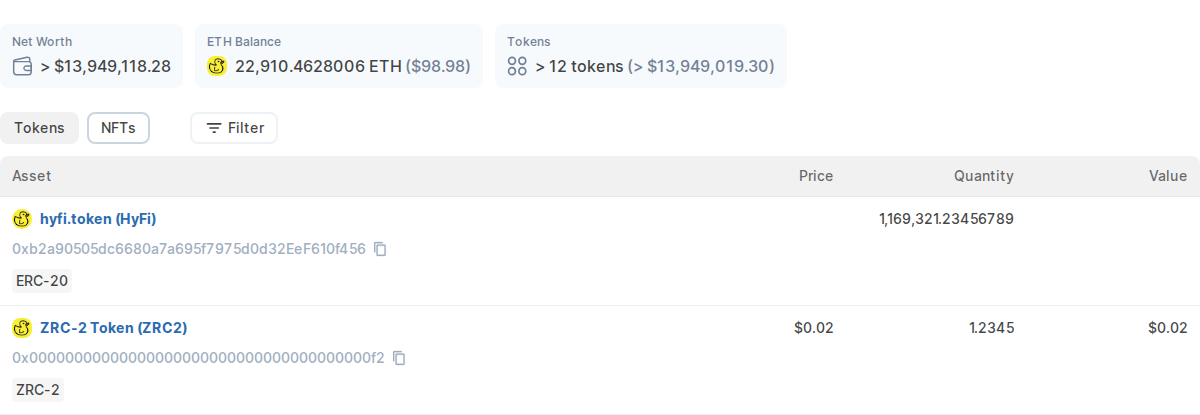 Net Worth
> $13,949,118.28
ETH Balance
22,910.4628006 ETH ($98.98)
Tokens
> 12 tokens (> $13,949,019.30)
Tokens NFTs Filter
Asset Price Quantity Value
hyfi.token (HyFi) 1,169,321.23456789
0xb2a90505dc6680a7a695f7975d0d32EeF610f456
ERC-20
ZRC-2 Token (ZRC2) $0.02 1.2345 $0.02
0x00000000000000000000000000000000000000f2
ZRC-2